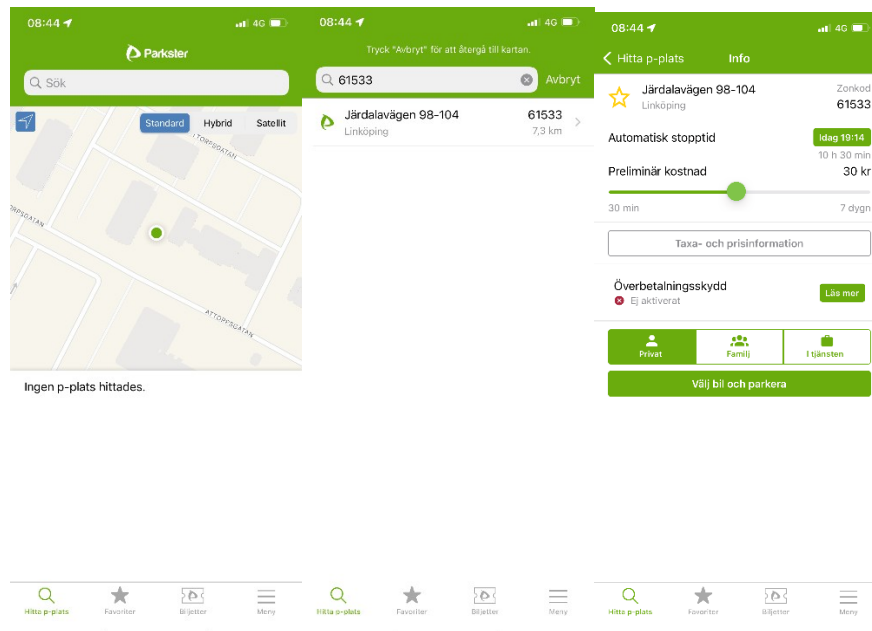 08:44
4G
Parkster
Sök
Standard
Hybrid
Satellit
TORPSGATAN
ATTORPSGATAN
Ingen p-plats hittades.
Hitta p-plats
Favoriter
Biljetter
Meny
08:44
4G
Tryck "Avbryt" för att återgå till kartan.
61533
Avbryt
Järdalavägen 98-104
61533
Linköping
7,3 km
Hitta p-plats
Favoriter
Biljetter
Meny
08:44
4G
Hitta p-plats
Info
Järdalavägen 98-104
Zonkod
Linköping
61533
Automatisk stopptid
Idag 19:14
10 h 30 min
Preliminär kostnad
30 kr
30 min
7 dygn
Taxa- och prisinformation
Överbetalningsskydd
Ej aktiverat
Läs mer
Privat
Familj
I tjänsten
Välj bil och parkera
Hitta p-plats
Favoriter
Biljetter
Meny